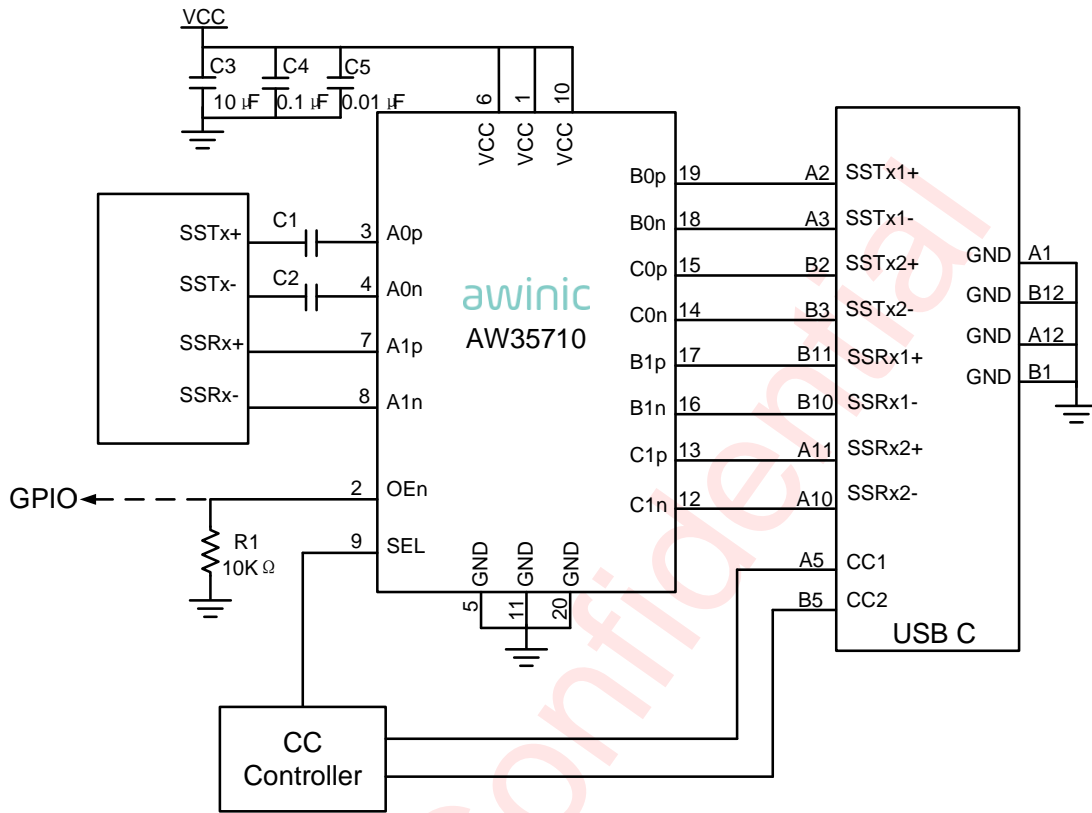 VCC
C3
C4
C5
10 µF
0.1 µF
0.01 µF
6
1
10
VCC
VCC
VCC
SSTx+
SSTx-
SSRx+
SSRx-
C1
C2
3
4
7
8
A0p
A0n
A1p
A1n
awinic
AW35710
B0p
B0n
C0p
C0n
B1p
B1n
C1p
C1n
19
18
15
14
17
16
13
12
A2
A3
B2
B3
B11
B10
A11
A10
SSTx1+
SSTx1-
SSTx2+
SSTx2-
SSRx1+
SSRx1-
SSRx2+
SSRx2-
GND
GND
GND
GND
A1
B12
A12
B1
GPIO
2
OEn
R1
10K Ω
9
SEL
GND
GND
GND
5
11
20
A5
CC1
B5
CC2
USB C
CC
Controller
Confidential